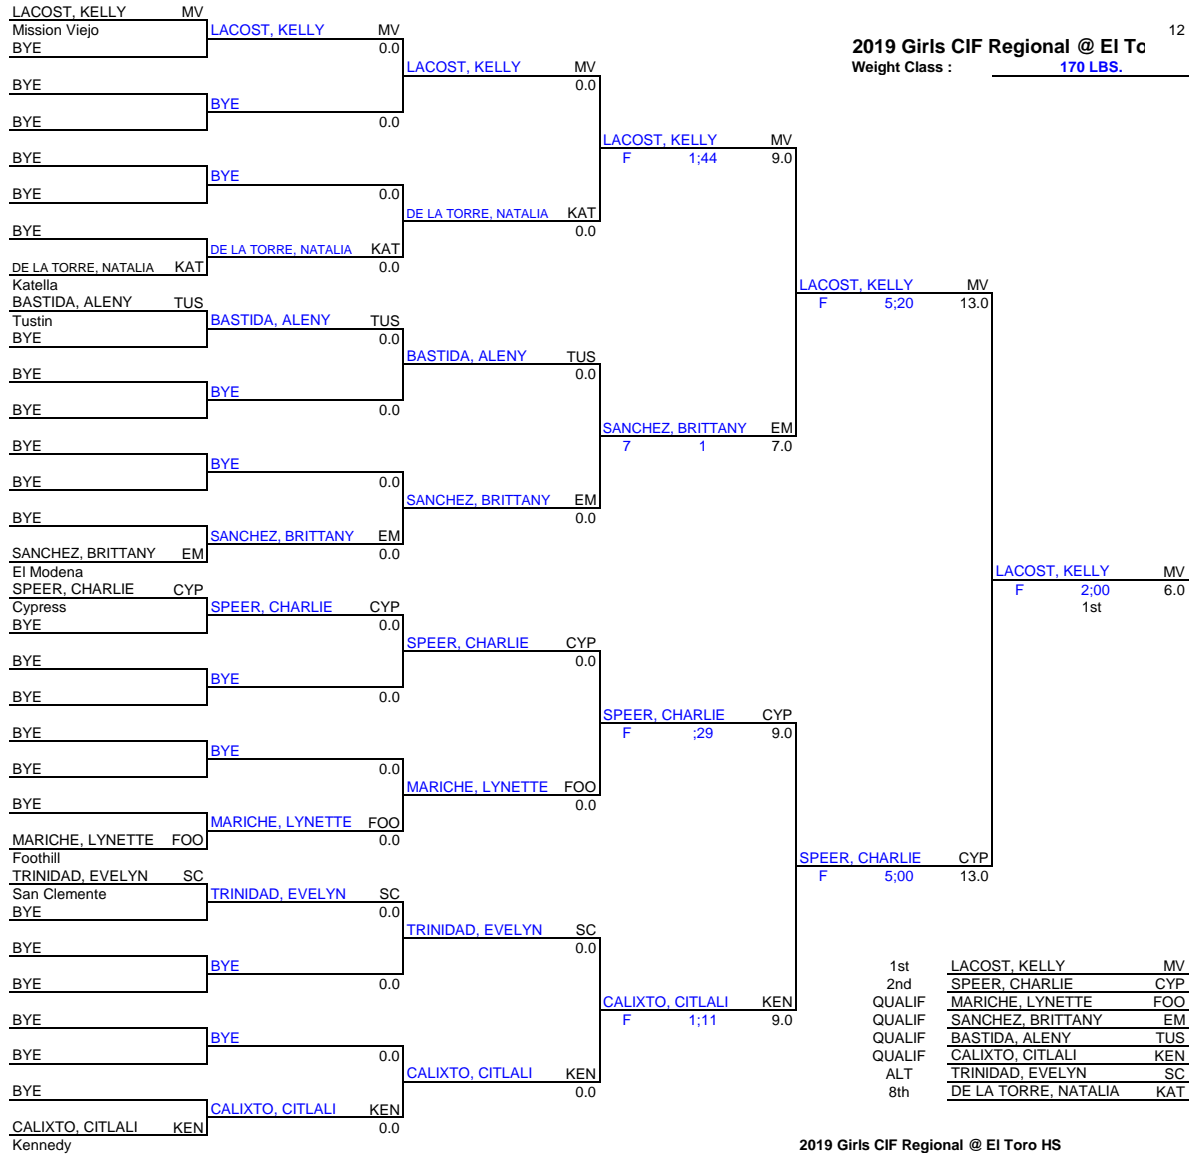 LACOST, KELLY MV
Mission Viejo LACOST, KELLY MV 12
BYE 0.0 2019 Girls CIF Regional @ El To
LACOST, KELLY MV Weight Class : 170 LBS.
BYE 0.0
BYE
BYE 0.0
LACOST, KELLY MV
BYE F 1;44 9.0
BYE
BYE 0.0
DE LA TORRE, NATALIA KAT
BYE 0.0
DE LA TORRE, NATALIA KAT
DE LA TORRE, NATALIA KAT 0.0
Katella LACOST, KELLY MV
BASTIDA, ALENY TUS F 5;20 13.0
Tustin BASTIDA, ALENY TUS
BYE 0.0
BASTIDA, ALENY TUS
BYE 0.0
BYE
BYE 0.0
SANCHEZ, BRITTANY EM
BYE 7 1 7.0
BYE
BYE 0.0
SANCHEZ, BRITTANY EM
BYE 0.0
SANCHEZ, BRITTANY EM
SANCHEZ, BRITTANY EM 0.0
El Modena LACOST, KELLY MV
SPEER, CHARLIE CYP F 2;00 6.0
Cypress SPEER, CHARLIE CYP 1st
BYE 0.0
SPEER, CHARLIE CYP
BYE 0.0
BYE
BYE 0.0
SPEER, CHARLIE CYP
BYE F ;29 9.0
BYE
BYE 0.0
MARICHE, LYNETTE FOO
BYE 0.0
MARICHE, LYNETTE FOO
MARICHE, LYNETTE FOO 0.0
Foothill SPEER, CHARLIE CYP
TRINIDAD, EVELYN SC F 5;00 13.0
San Clemente TRINIDAD, EVELYN SC
BYE 0.0
TRINIDAD, EVELYN SC
BYE 0.0
BYE 1st LACOST, KELLY MV
BYE 0.0 2nd SPEER, CHARLIE CYP
CALIXTO, CITLALI KEN QUALIF MARICHE, LYNETTE FOO
BYE F 1;11 9.0 QUALIF SANCHEZ, BRITTANY EM
BYE QUALIF BASTIDA, ALENY TUS
BYE 0.0 QUALIF CALIXTO, CITLALI KEN
CALIXTO, CITLALI KEN ALT TRINIDAD, EVELYN SC
BYE 0.0 8th DE LA TORRE, NATALIA KAT
CALIXTO, CITLALI KEN
CALIXTO, CITLALI KEN 0.0
Kennedy 2019 Girls CIF Regional @ El Toro HS